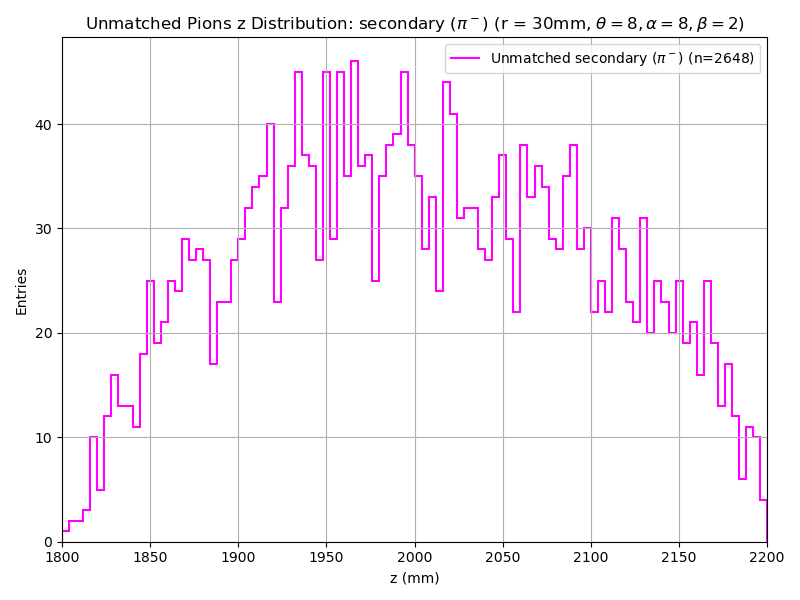 Unmatched Pions z Distribution: secondary (π⁻) (r = 30mm, θ = 8, α = 8, β = 2)
Unmatched secondary (π⁻) (n=2648)
Entries
40
30
20
10
0
1800 1850 1900 1950 2000 2050 2100 2150 2200
z (mm)